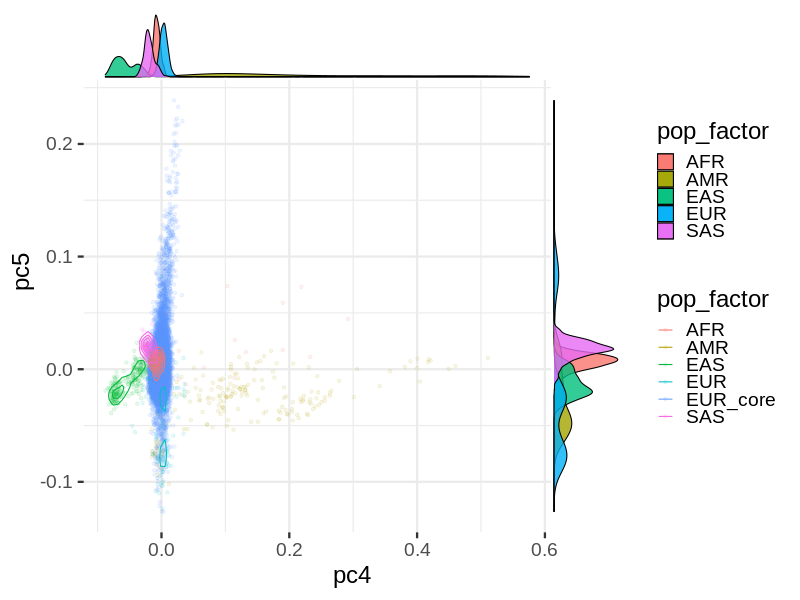 pop_factor
AFR
AMR
EAS
EUR
SAS
pop_factor
AFR
AMR
EAS
EUR
EUR_core
SAS
0.2
0.1
0.0
-0.1
pc5
0.0
0.2
0.4
0.6
pc4